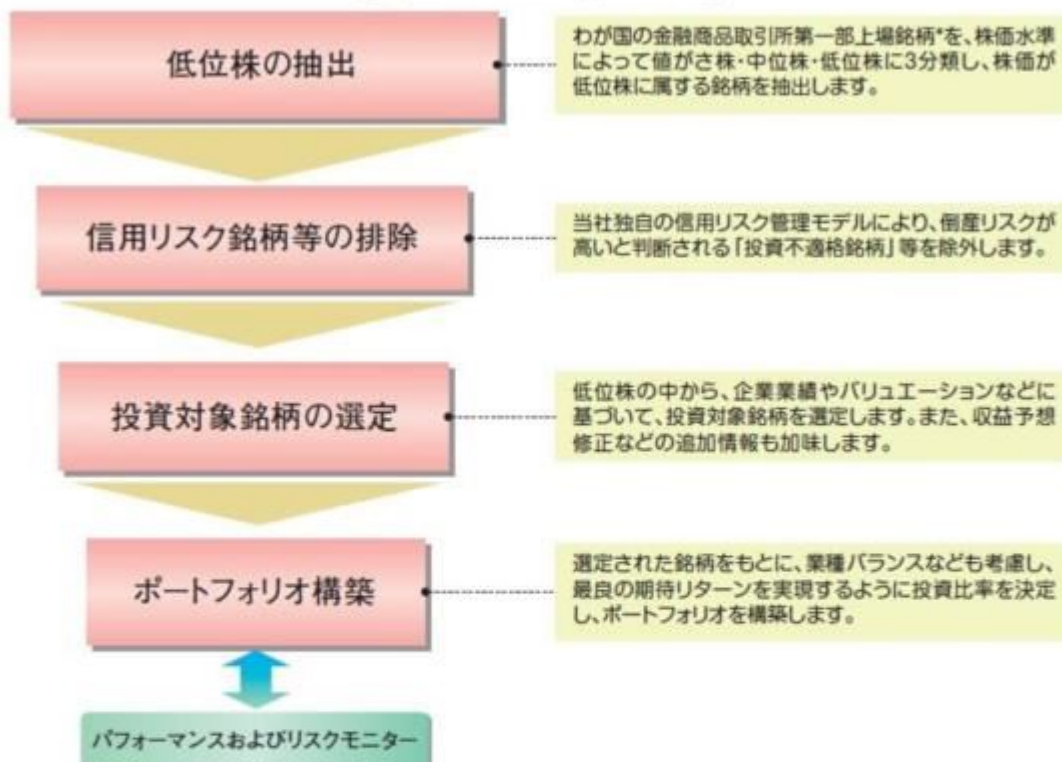 低位株の抽出
わが国の金融商品取引所第一部上場銘柄*を、株価水準
によって値がさ株・中位株・低位株に3分類し、株価が
低位株に属する銘柄を抽出します。
信用リスク銘柄等の排除
当社独自の信用リスク管理モデルにより、倒産リスクが
高いと判断される「投資不適格銘柄」等を除外します。
投資対象銘柄の選定
低位株の中から、企業業績やバリュエーションなどに
基づいて、投資対象銘柄を選定します。また、収益予想
修正などの追加情報も加味します。
ポートフォリオ構築
選定された銘柄をもとに、業種バランスなども考慮し、
最良の期待リターンを実現するように投資比率を決定
し、ポートフォリオを構築します。
パフォーマンスおよびリスクモニター